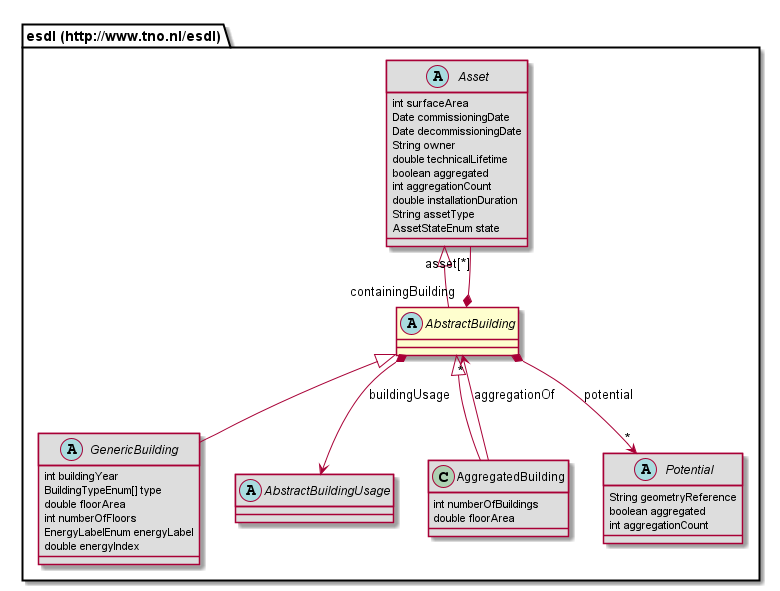 esdl (http://www.tno.nl/esdl)
A Asset
int surfaceArea
Date commissioningDate
Date decommissioningDate
String owner
double technicalLifetime
boolean aggregated
int aggregationCount
double installationDuration
String assetType
AssetStateEnum state
asset[*]
containingBuilding
A AbstractBuilding
*
buildingUsage
aggregationOf
potential
*
A GenericBuilding
int buildingYear
BuildingTypeEnum[] type
double floorArea
int numberOfFloors
EnergyLabelEnum energyLabel
double energyIndex
A AbstractBuildingUsage
C AggregatedBuilding
int numberOfBuildings
double floorArea
A Potential
String geometryReference
boolean aggregated
int aggregationCount